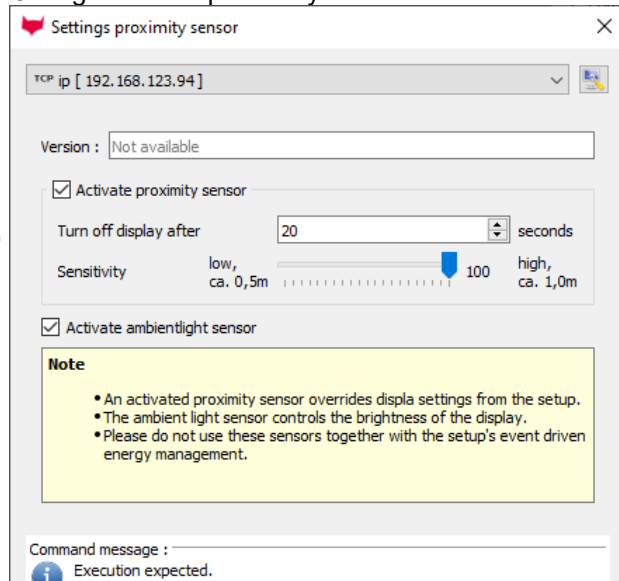 Settings proximity sensor
TCP ip [ 192.168.123.94]
Version : Not available
Activate proximity sensor
Turn off display after 20 seconds
Sensitivity low, ca. 0,5m 100 high, ca. 1,0m
Activate ambientlight sensor
Note
• An activated proximity sensor overrides displa settings from the setup.
• The ambient light sensor controls the brightness of the display.
• Please do not use these sensors together with the setup's event driven
energy management.
Command message :
Execution expected.